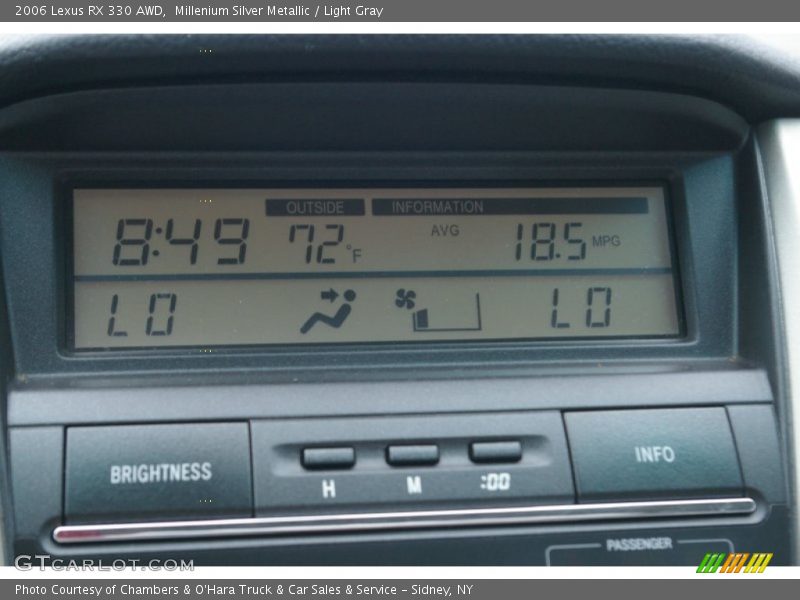 2006 Lexus RX 330 AWD, Millenium Silver Metallic / Light Gray
OUTSIDE INFORMATION
8:49 72°F AVG 18.5 MPG
LO LO
BRIGHTNESS H M :00 INFO
PASSENGER
GTCARLOT.COM
Photo Courtesy of Chambers & O'Hara Truck & Car Sales & Service - Sidney, NY